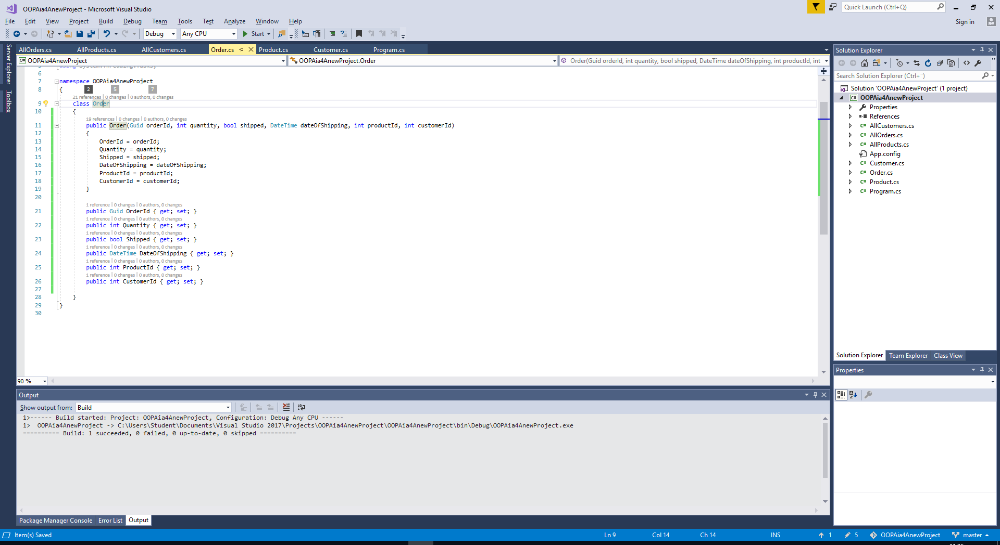 OOPAia4AnewProject - Microsoft Visual Studio
Quick Launch (Ctrl+Q)
File Edit View Project Build Debug Team Tools Test Analyze Window Help
Sign in
Debug Any CPU Start
Server Explorer
Toolbox
AllOrders.cs AllProducts.cs AllCustomers.cs Order.cs Product.cs Customer.cs Program.cs
C# OOPAia4AnewProject OOPAia4AnewProject.Order Order(Guid orderId, int quantity, bool shipped, DateTime dateOfShipping, int productId, int
5 using System.Threading.Tasks;
6
7 namespace OOPAia4AnewProject
8 { 2 5 7
21 references | 0 changes | 0 authors, 0 changes
9 class Order
10 {
19 references | 0 changes | 0 authors, 0 changes
11 public Order(Guid orderId, int quantity, bool shipped, DateTime dateOfShipping, int productId, int customerId)
12 {
13 OrderId = orderId;
14 Quantity = quantity;
15 Shipped = shipped;
16 DateOfShipping = dateOfShipping;
17 ProductId = productId;
18 CustomerId = customerId;
19 }
20
1 reference | 0 changes | 0 authors, 0 changes
21 public Guid OrderId { get; set; }
1 reference | 0 changes | 0 authors, 0 changes
22 public int Quantity { get; set; }
1 reference | 0 changes | 0 authors, 0 changes
23 public bool Shipped { get; set; }
1 reference | 0 changes | 0 authors, 0 changes
24 public DateTime DateOfShipping { get; set; }
1 reference | 0 changes | 0 authors, 0 changes
25 public int ProductId { get; set; }
1 reference | 0 changes | 0 authors, 0 changes
26 public int CustomerId { get; set; }
27
28 }
29 }
30
90 %
Output
Show output from: Build
1>------ Build started: Project: OOPAia4AnewProject, Configuration: Debug Any CPU ------
1> OOPAia4AnewProject -> C:\Users\Student\Documents\Visual Studio 2017\Projects\OOPAia4AnewProject\OOPAia4AnewProject\bin\Debug\OOPAia4AnewProject.exe
========== Build: 1 succeeded, 0 failed, 0 up-to-date, 0 skipped ==========
Package Manager Console Error List Output
Solution Explorer
Search Solution Explorer (Ctrl+¨)
Solution 'OOPAia4AnewProject' (1 project)
C# OOPAia4AnewProject
Properties
References
C# AllCustomers.cs
C# AllOrders.cs
C# AllProducts.cs
App.config
C# Customer.cs
C# Order.cs
C# Product.cs
C# Program.cs
Solution Explorer Team Explorer Class View
Properties
Item(s) Saved Ln 9 Col 14 Ch 14 INS 1 5 OOPAia4AnewProject master